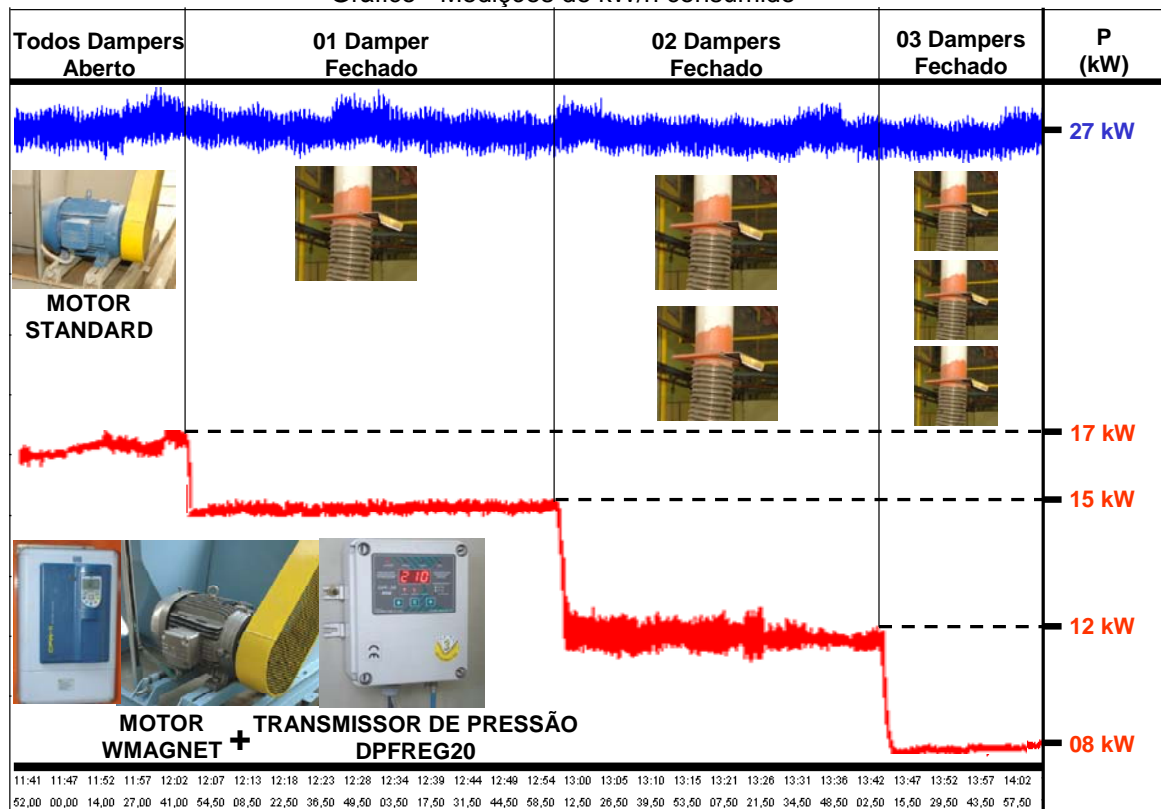 Gráfico - Medições de kW/h consumido
Todos Dampers
Aberto
01 Damper
Fechado
02 Dampers
Fechado
03 Dampers
Fechado
P
(kW)
27 kW
MOTOR
STANDARD
17 kW
15 kW
210
12 kW
MOTOR
WMAGNET
+
TRANSMISSOR DE PRESSÃO
DPFREG20
08 kW
11:41 11:47 11:52 11:57 12:02 12:07 12:13 12:18 12:23 12:28 12:34 12:39 12:44 12:49 12:54 13:00 13:05 13:10 13:15 13:21 13:26 13:31 13:36 13:42 13:47 13:52 13:57 14:02
52,00 00,00 14,00 27,00 41,00 54,50 08,50 22,50 36,50 49,50 03,50 17,50 31,50 44,50 58,50 12,50 26,50 39,50 53,50 07,50 21,50 34,50 48,50 02,50 15,50 29,50 43,50 57,50